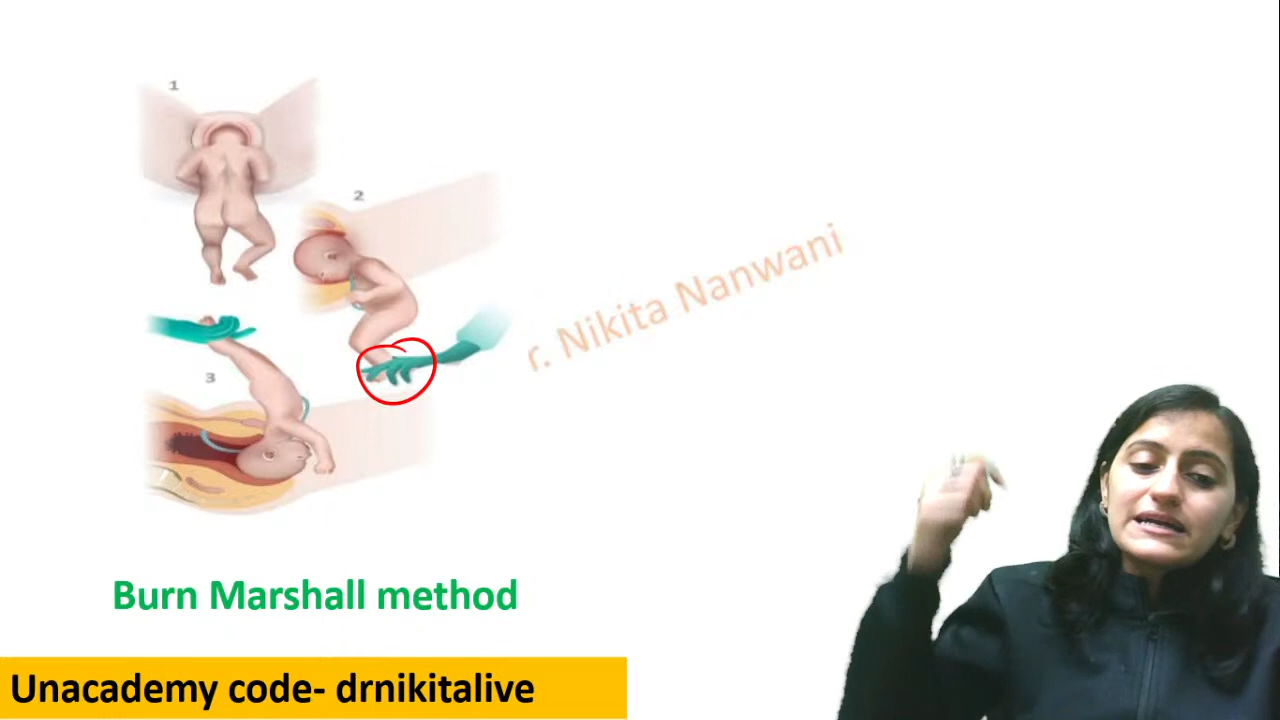 1
2
r. Nikita Nanwani
3
Burn Marshall method
Unacademy code- drnikitalive